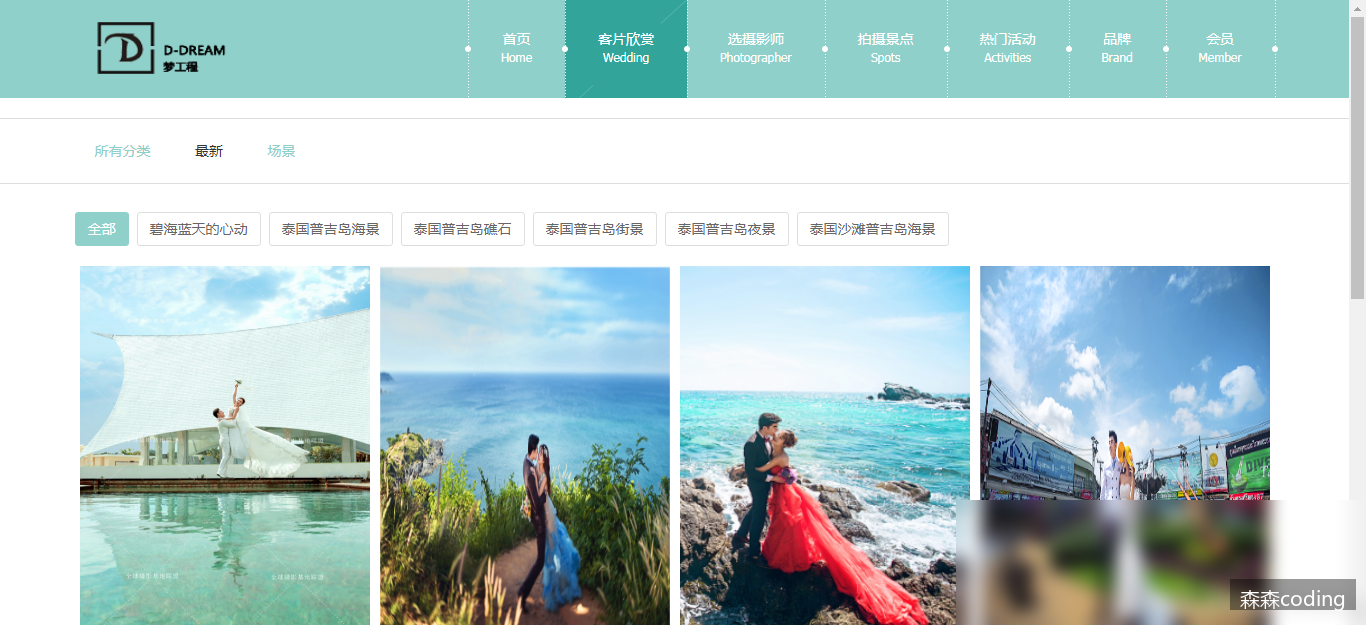 D-DREAM
梦工程
首页
Home
客片欣赏
Wedding
选摄影师
Photographer
拍摄景点
Spots
热门活动
Activities
品牌
Brand
会员
Member
所有分类 最新 场景
全部 碧海蓝天的心动 泰国普吉岛海景 泰国普吉岛礁石 泰国普吉岛街景 泰国普吉岛夜景 泰国沙滩普吉岛海景
DIVE
森森coding